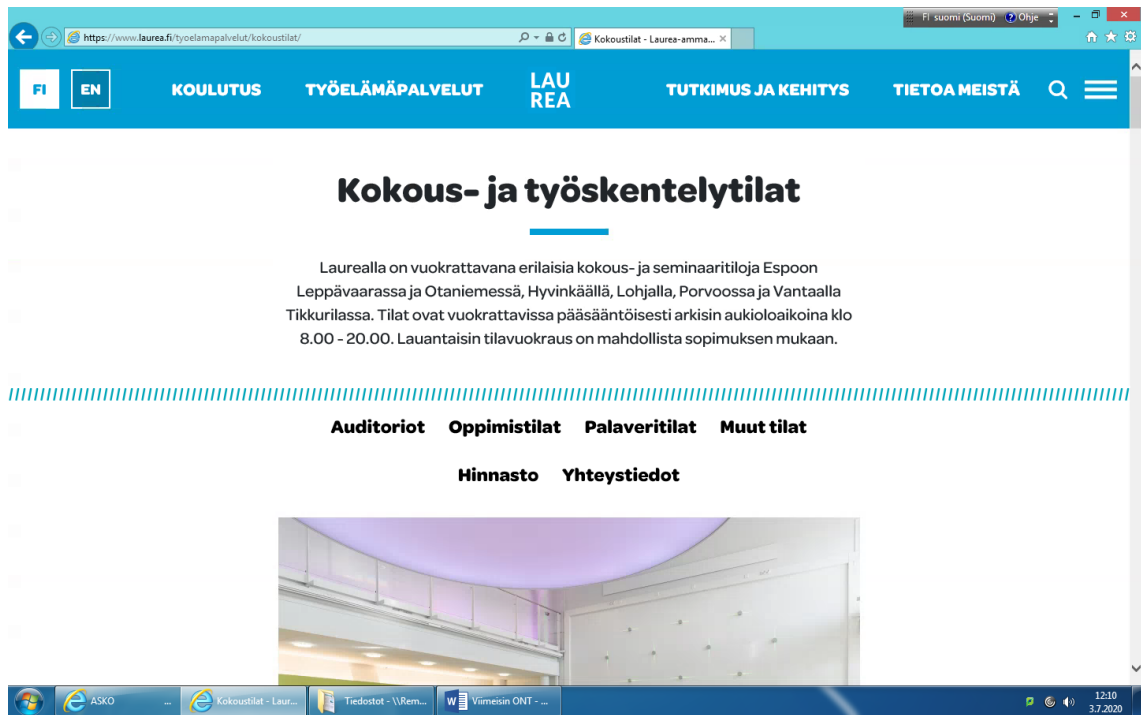 FI suomi (Suomi) ? Ohje
https://www.laurea.fi/tyoelamapalvelut/kokoustilat/
Kokoustilat - Laurea-amma...
FI EN KOULUTUS TYÖELÄMÄPALVELUT LAU REA TUTKIMUS JA KEHITYS TIETOA MEISTÄ
Kokous- ja työskentelytilat
Laurealla on vuokrattavana erilaisia kokous- ja seminaaritiloja Espoon
Leppävaarassa ja Otaniemessä, Hyvinkäällä, Lohjalla, Porvoossa ja Vantaalla
Tikkurilassa. Tilat ovat vuokrattavissa pääsääntöisesti arkisin aukioloaikoina klo
8.00 - 20.00. Lauantaisin tilavuokraus on mahdollista sopimuksen mukaan.
Auditoriot Oppimistilat Palaveritilat Muut tilat
Hinnasto Yhteystiedot
ASKO ... Kokoustilat - Laur... Tiedostot - \\Rem... Viimeisin ONT - ...
12:10
3.7.2020